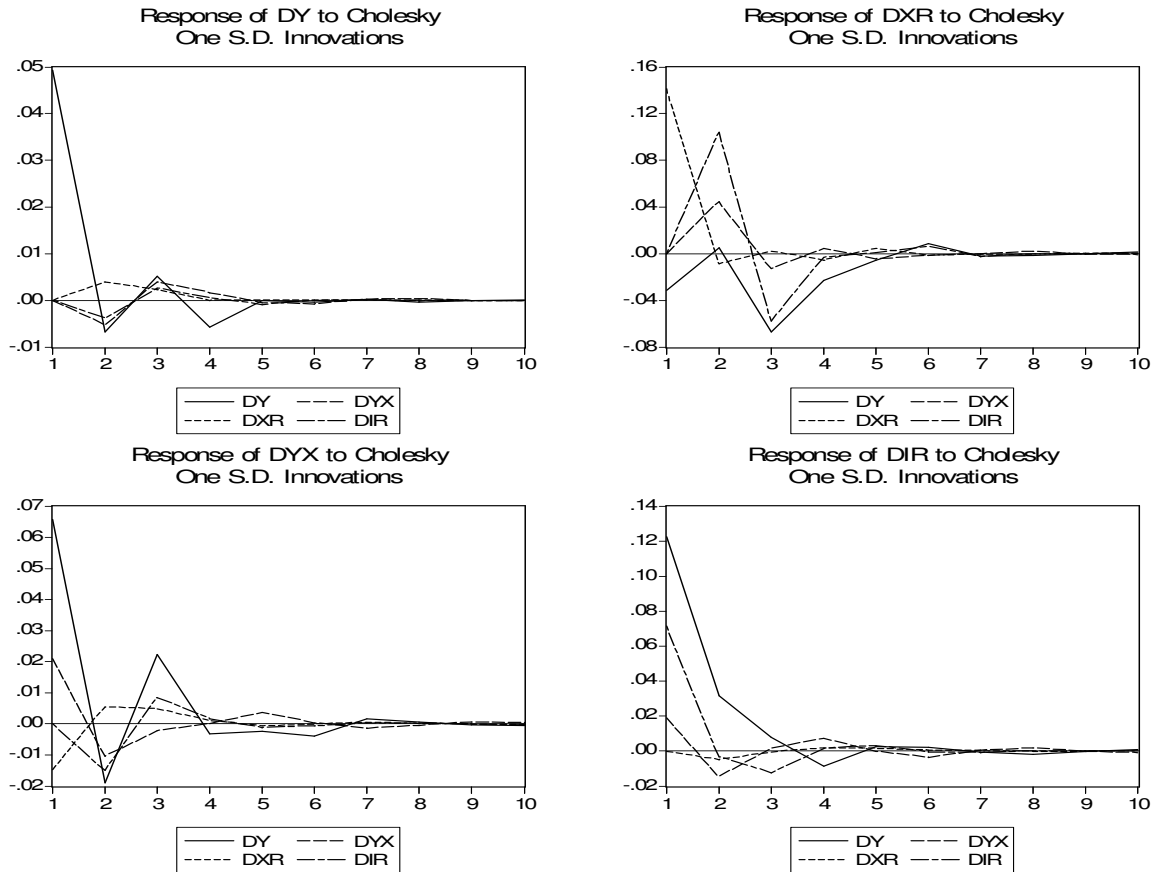 Response of DY to Cholesky
One S.D. Innovations
.05
.04
.03
.02
.01
.00
-.01
1 2 3 4 5 6 7 8 9 10
DY DYX
DXR DIR
Response of DXR to Cholesky
One S.D. Innovations
.16
.12
.08
.04
.00
-.04
-.08
1 2 3 4 5 6 7 8 9 10
DY DYX
DXR DIR
Response of DYX to Cholesky
One S.D. Innovations
.07
.06
.05
.04
.03
.02
.01
.00
-.01
-.02
1 2 3 4 5 6 7 8 9 10
DY DYX
DXR DIR
Response of DIR to Cholesky
One S.D. Innovations
.14
.12
.10
.08
.06
.04
.02
.00
-.02
1 2 3 4 5 6 7 8 9 10
DY DYX
DXR DIR